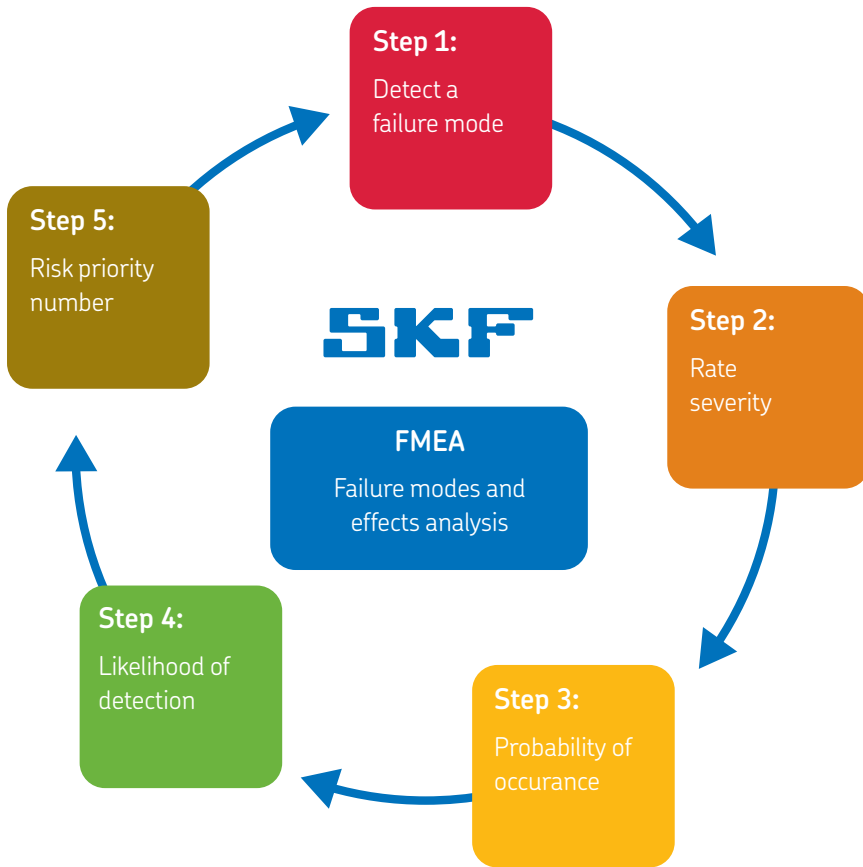 Step 1:
Detect a
failure mode
Step 2:
Rate
severity
Step 3:
Probability of
occurance
Step 4:
Likelihood of
detection
Step 5:
Risk priority
number
SKF
FMEA
Failure modes and
effects analysis